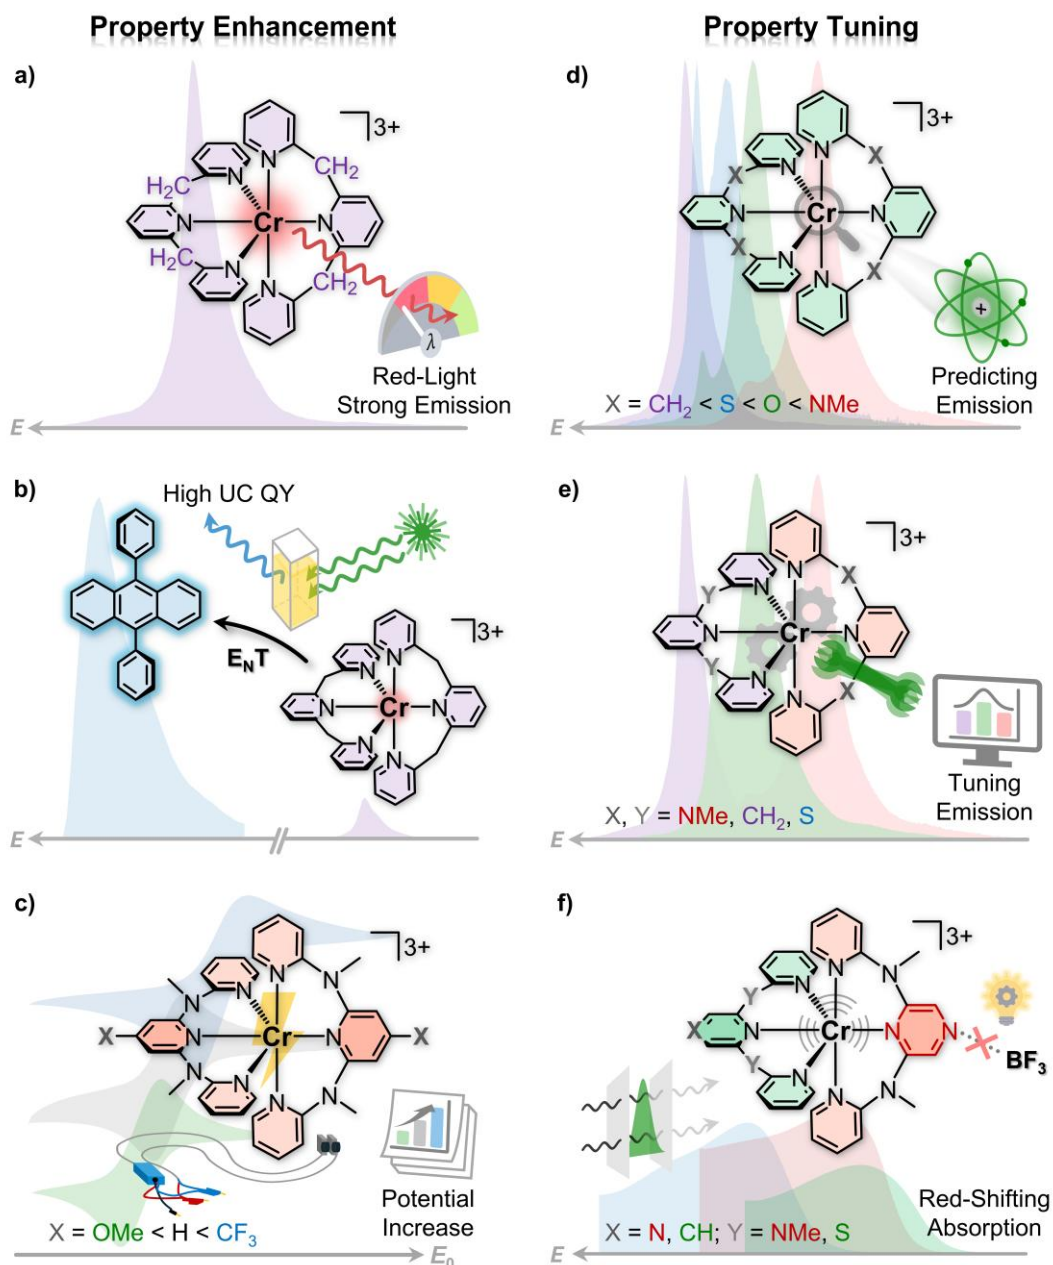 Property Enhancement
Property Tuning
a)
3+
N
N
H₂C
CH₂
N
Cr
N
H₂C
CH₂
N
N
λ
Red-Light
Strong Emission
E
d)
3+
N
N
X
X
N
Cr
N
X
X
N
N
+
Predicting
Emission
X = CH₂ < S < O < NMe
E
b)
High UC QY
3+
EₙT
N
N
N
Cr
N
N
N
E
e)
3+
N
N
X
Y
N
Cr
N
Y
X
N
N
Tuning
Emission
X, Y = NMe, CH₂, S
E
c)
3+
N
N
N
N
X
N
Cr
N
X
N
N
N
N
Potential
Increase
X = OMe < H < CF₃
E₀
f)
3+
N
N
N
Y
X
N
Cr
N
N
Y
BF₃
N
N
N
Red-Shifting
Absorption
X = N, CH; Y = NMe, S
E